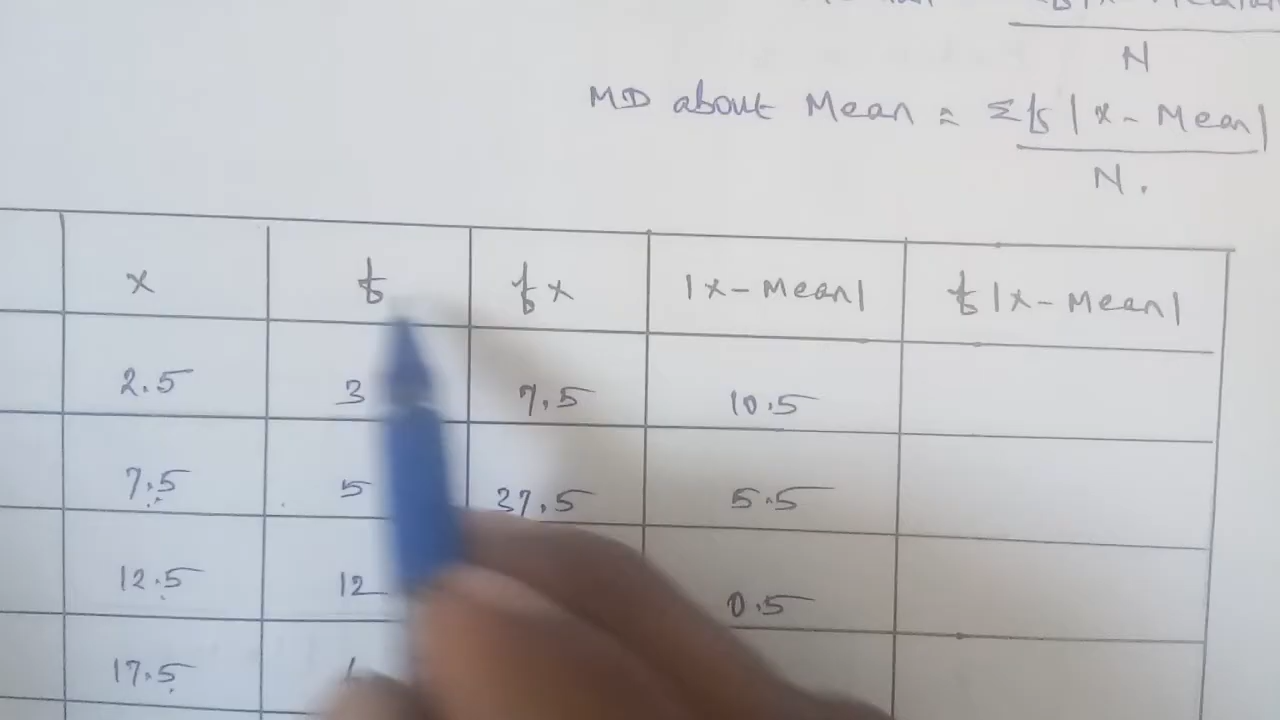 N
MD about Mean = Σf |x - Mean|
N.
x f fx |x - Mean| f |x - Mean|
2.5 3 7.5 10.5
7.5 5 37.5 5.5
12.5 12 0.5
17.5